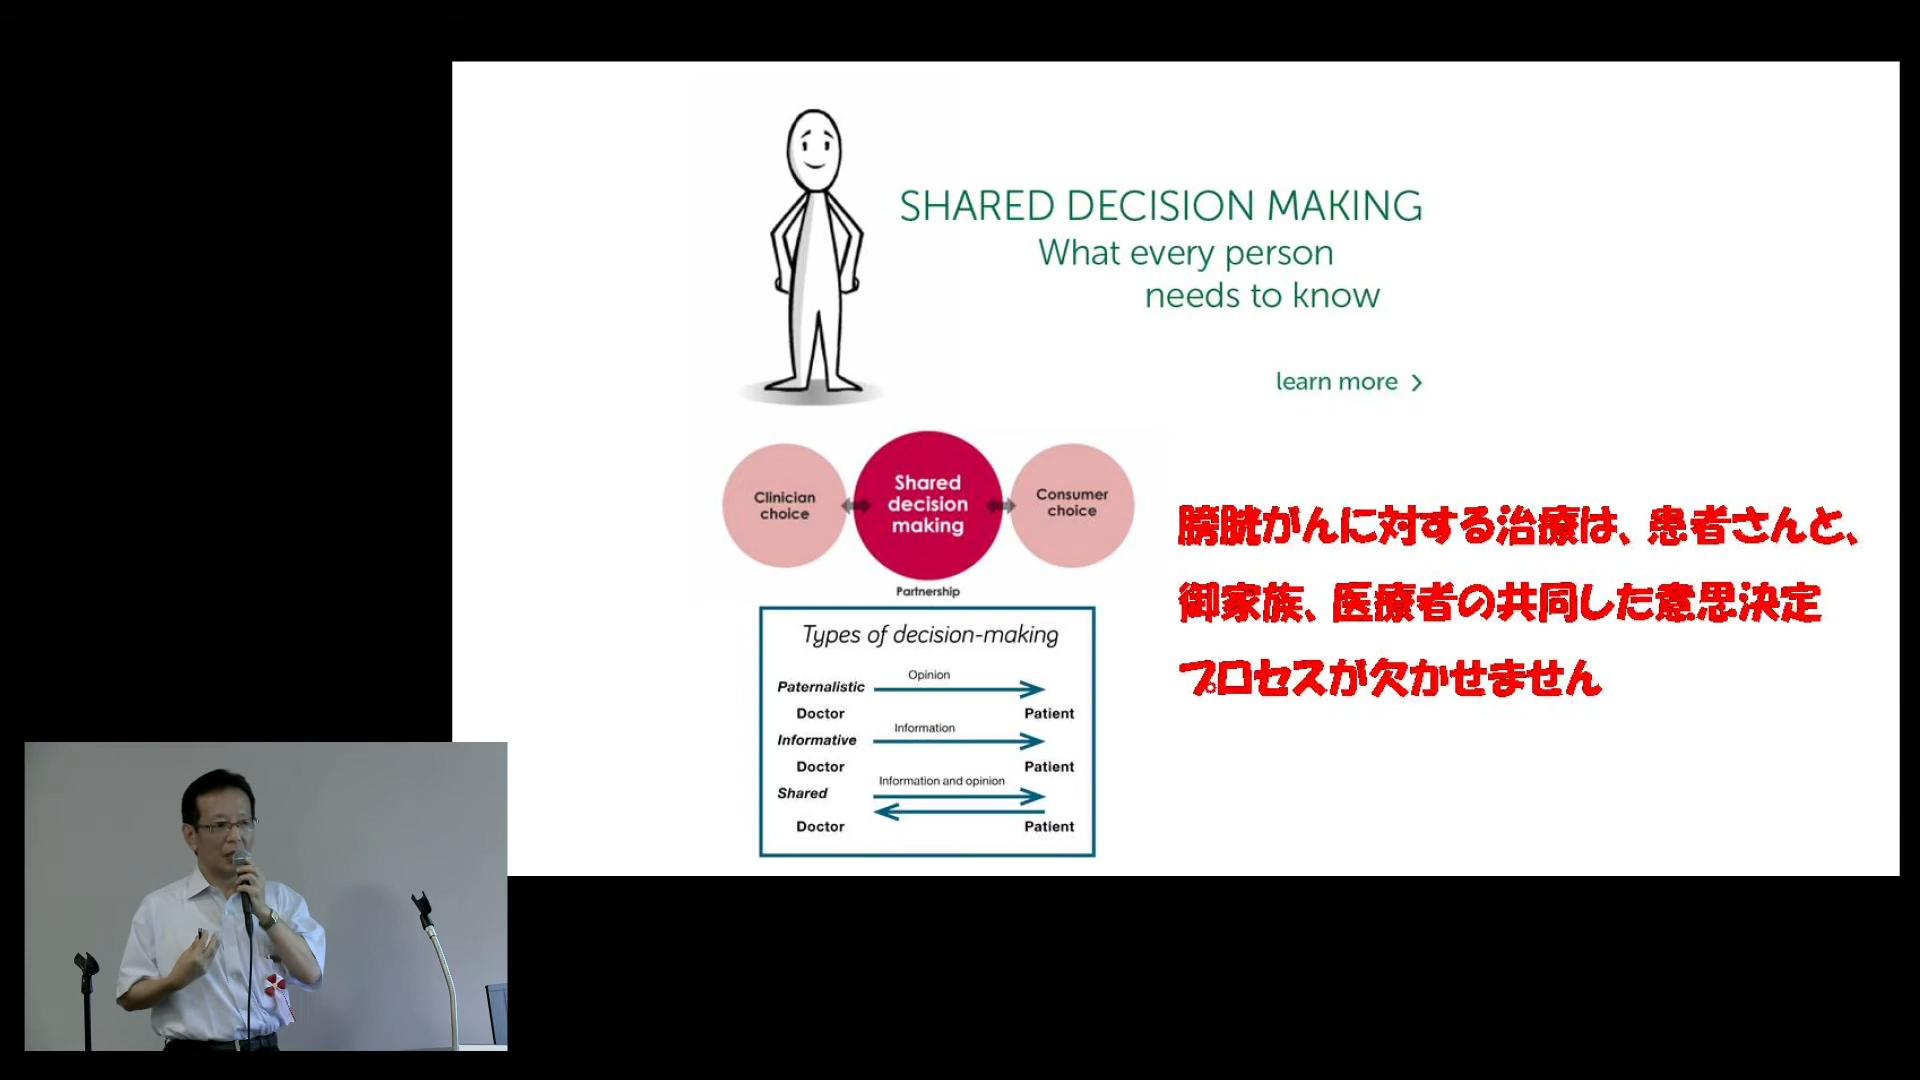 SHARED DECISION MAKING
What every person
needs to know
learn more >
Clinician
choice
Shared
decision
making
Consumer
choice
Partnership
膀胱がんに対する治療は、患者さんと、
御家族、医療者の共同した意思決定
プロセスが欠かせません
Types of decision-making
Opinion
Paternalistic
Doctor Patient
Information
Informative
Doctor Patient
Information and opinion
Shared
Doctor Patient